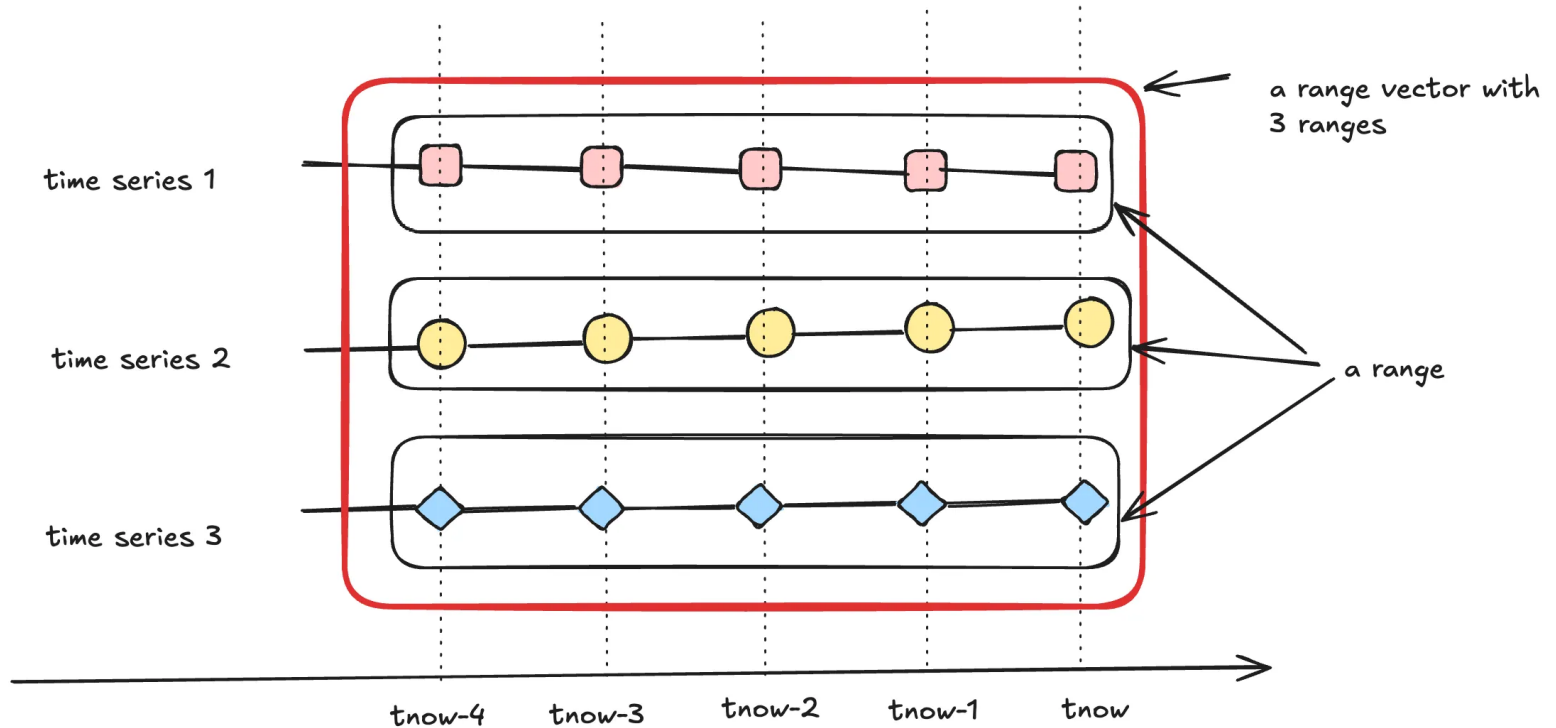 a range vector with
3 ranges
time series 1
time series 2
a range
time series 3
tnow-4
tnow-3
tnow-2
tnow-1
tnow